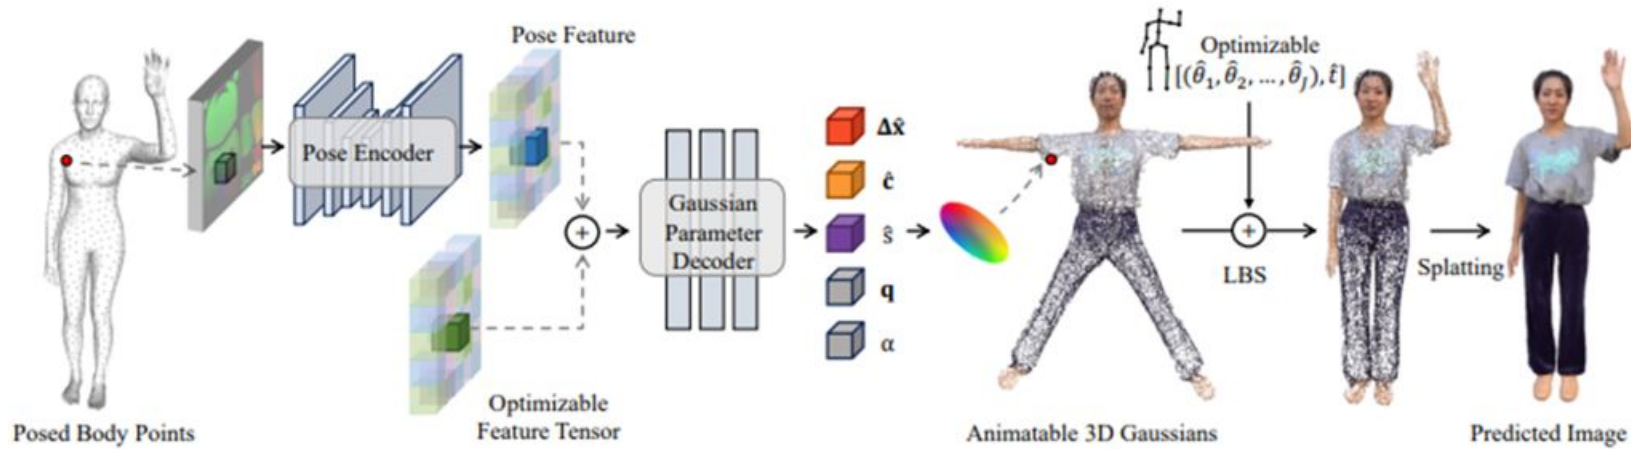 Pose Feature
Optimizable
[(θ̂₁, θ̂₂, ..., θ̂_J), t̂]
Pose Encoder
Δx̂
ĉ
ŝ
q
α
Gaussian
Parameter
Decoder
+
+
LBS
Splatting
Optimizable
Feature Tensor
Posed Body Points
Animatable 3D Gaussians
Predicted Image